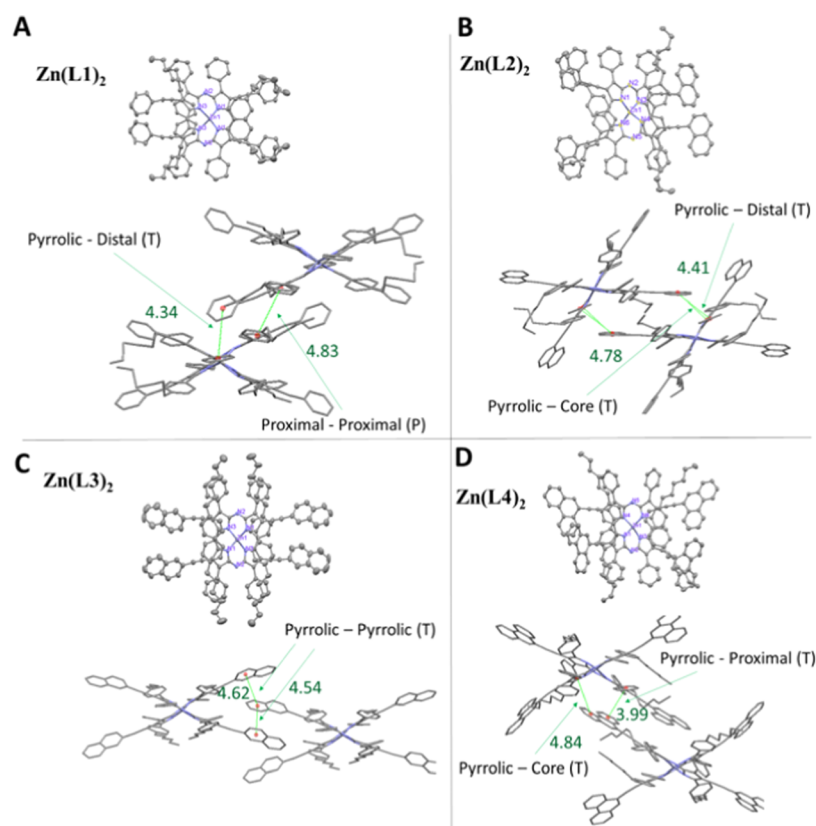 A
Zn(L1)2
Pyrrolic - Distal (T)
4.34
4.83
Proximal - Proximal (P)
B
Zn(L2)2
Pyrrolic – Distal (T)
4.41
4.78
Pyrrolic – Core (T)
C
Zn(L3)2
Pyrrolic – Pyrrolic (T)
4.62
4.54
D
Zn(L4)2
Pyrrolic - Proximal (T)
3.99
4.84
Pyrrolic – Core (T)